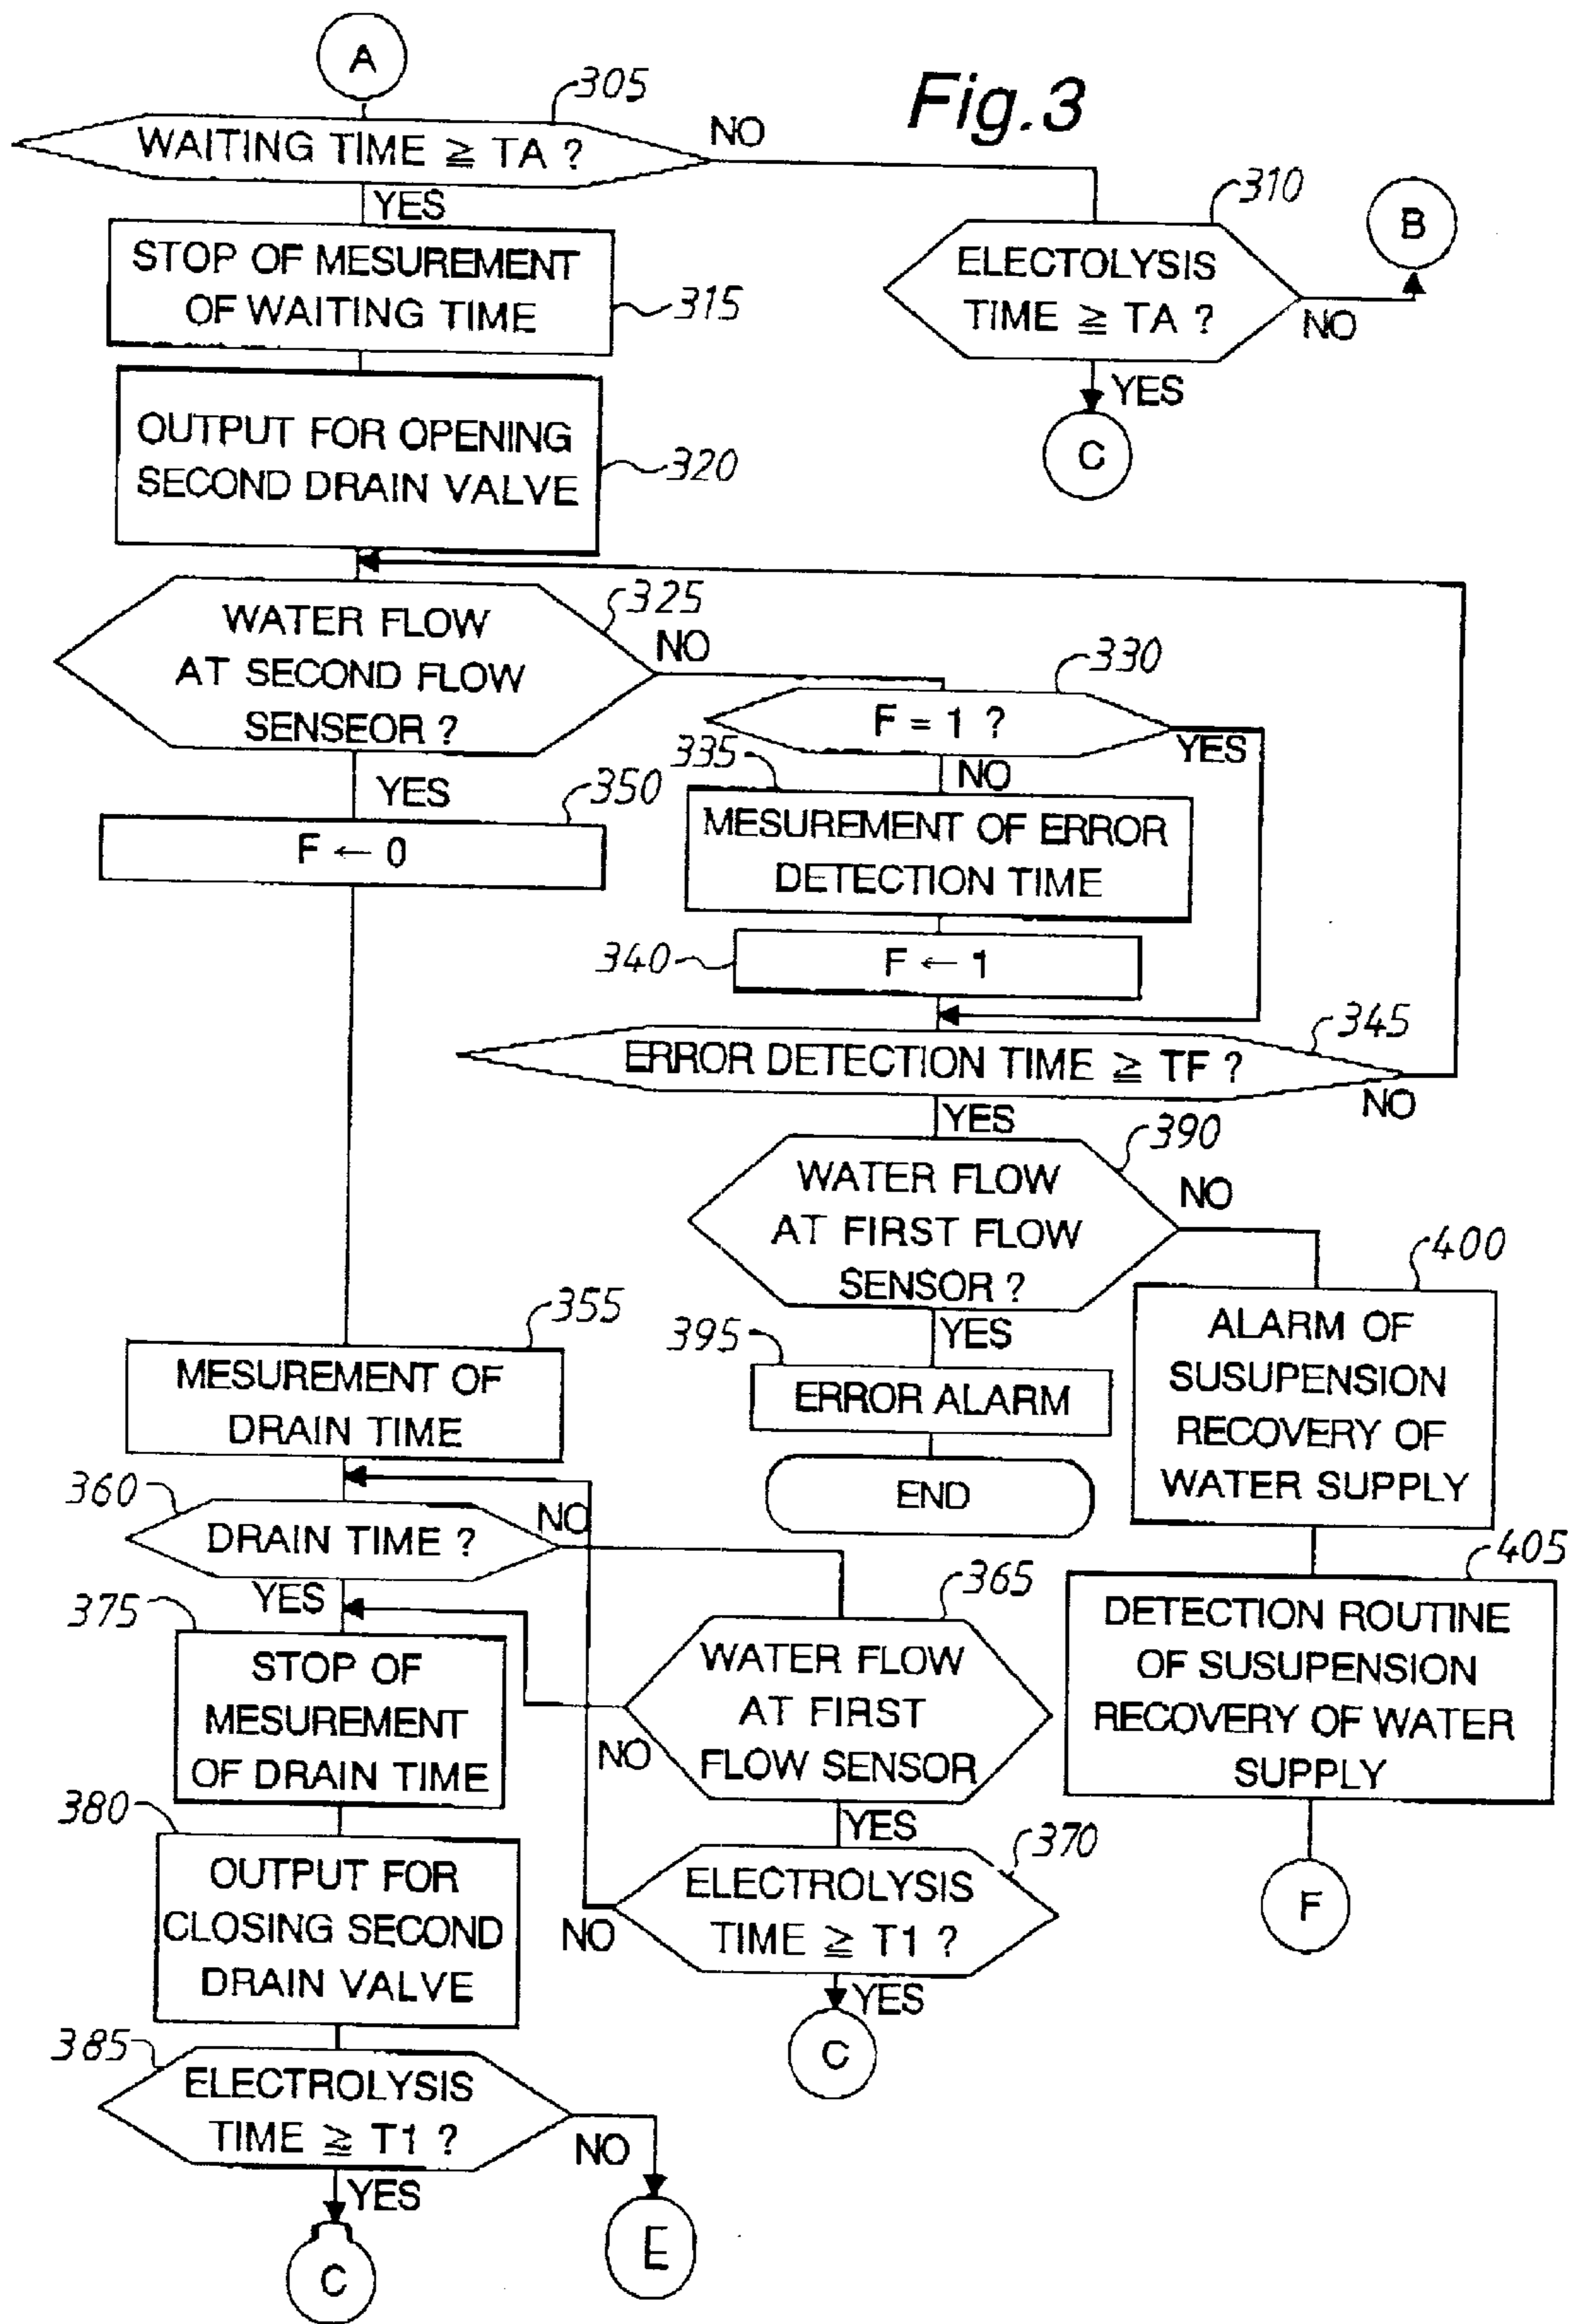 A
305
Fig.3
WAITING TIME ≧ TA ?
NO
YES
310
B
STOP OF MESUREMENT
OF WAITING TIME
315
ELECTOLYSIS
TIME ≧ TA ?
NO
YES
C
OUTPUT FOR OPENING
SECOND DRAIN VALVE
320
325
WATER FLOW
AT SECOND FLOW
SENSEOR ?
NO
330
F = 1 ?
YES
335
NO
YES
350
F ← 0
MESUREMENT OF ERROR
DETECTION TIME
340
F ← 1
345
ERROR DETECTION TIME ≧ TF ?
NO
YES
390
WATER FLOW
AT FIRST FLOW
SENSOR ?
NO
400
YES
395
ERROR ALARM
END
ALARM OF
SUSUPENSION
RECOVERY OF
WATER SUPPLY
355
MESUREMENT OF
DRAIN TIME
360
DRAIN TIME ?
NO
YES
405
DETECTION ROUTINE
OF SUSUPENSION
RECOVERY OF WATER
SUPPLY
F
365
WATER FLOW
AT FIRST
FLOW SENSOR
NO
YES
375
STOP OF
MESUREMENT
OF DRAIN TIME
380
OUTPUT FOR
CLOSING SECOND
DRAIN VALVE
370
ELECTROLYSIS
TIME ≧ T1 ?
NO
YES
C
385
ELECTROLYSIS
TIME ≧ T1 ?
NO
YES
C
E